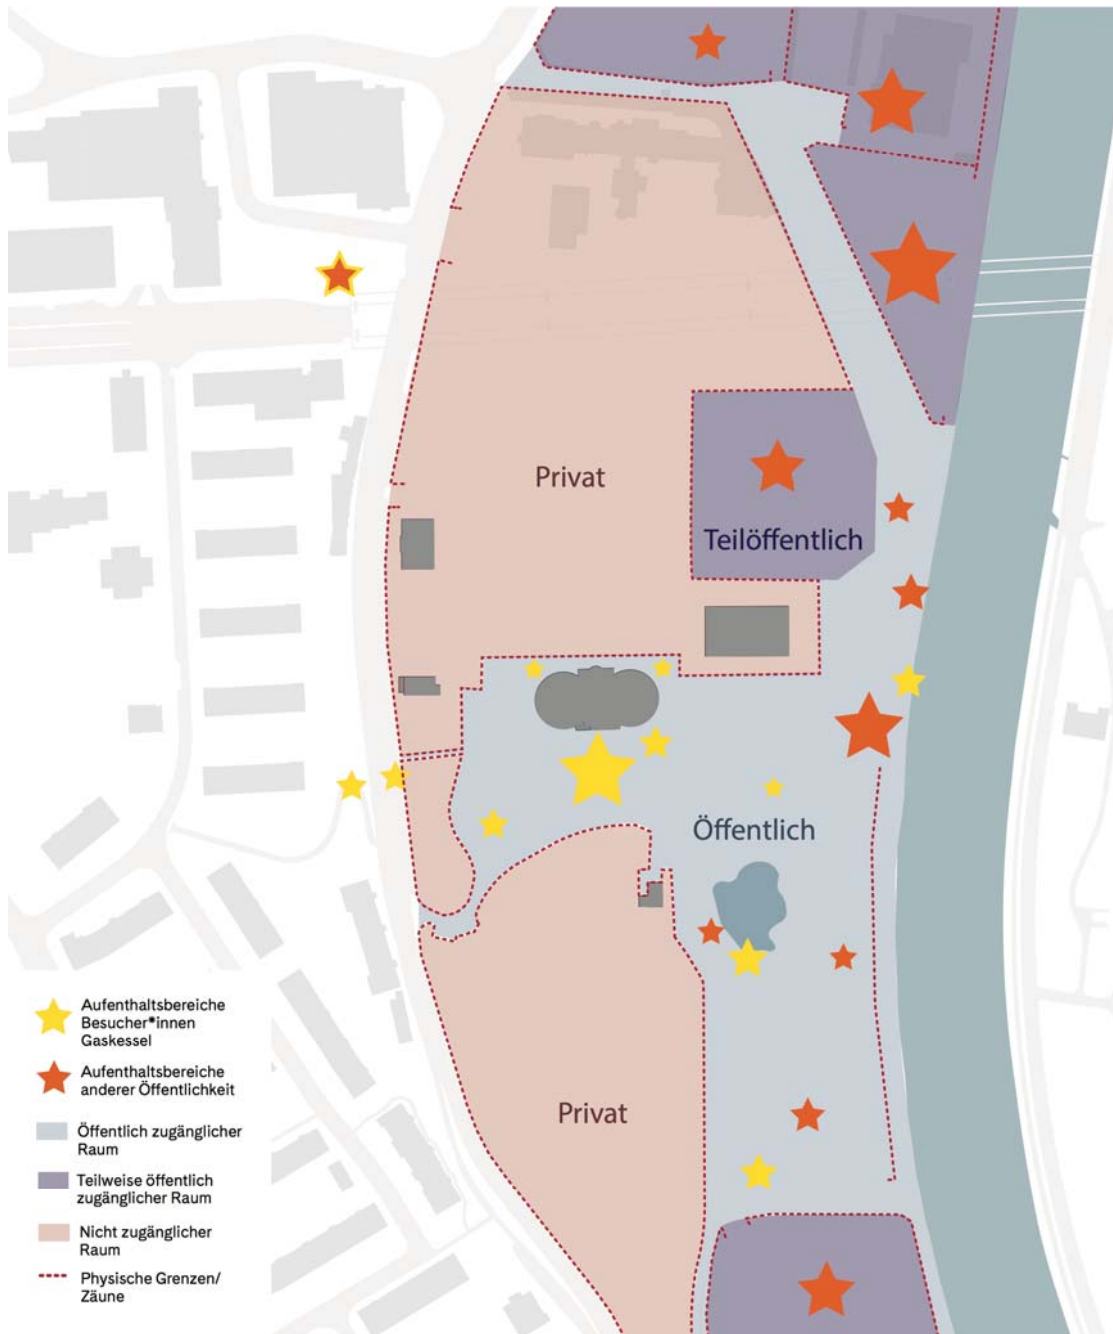 Privat
Teilöffentlich
Öffentlich
Privat
Aufenthaltsbereiche
Besucher*innen
Gaskessel
Aufenthaltsbereiche
anderer Öffentlichkeit
Öffentlich zugänglicher
Raum
Teilweise öffentlich
zugänglicher Raum
Nicht zugänglicher
Raum
Physische Grenzen/
Zäune